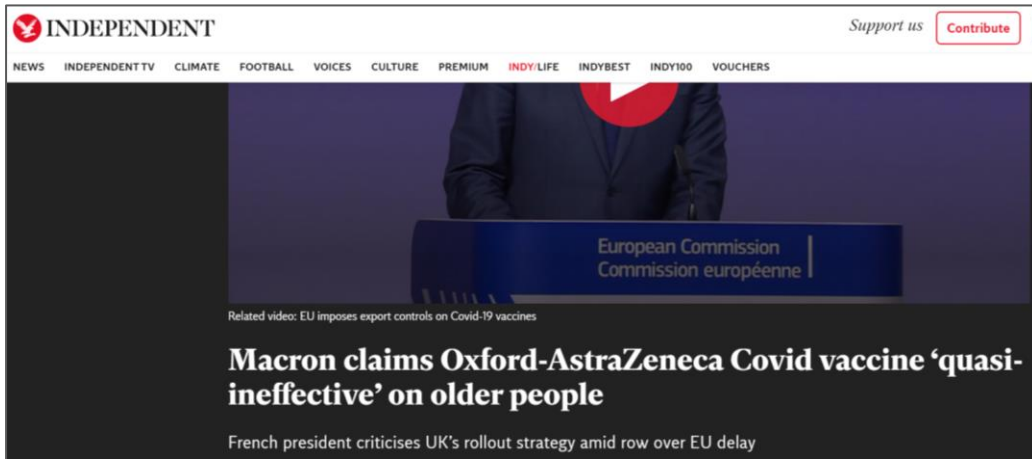 INDEPENDENT
Support us
Contribute
NEWS INDEPENDENT TV CLIMATE FOOTBALL VOICES CULTURE PREMIUM INDY/LIFE INDYBEST INDY100 VOUCHERS
European Commission
Commission européenne
Related video: EU imposes export controls on Covid-19 vaccines
Macron claims Oxford-AstraZeneca Covid vaccine ‘quasi-
ineffective’ on older people
French president criticises UK’s rollout strategy amid row over EU delay